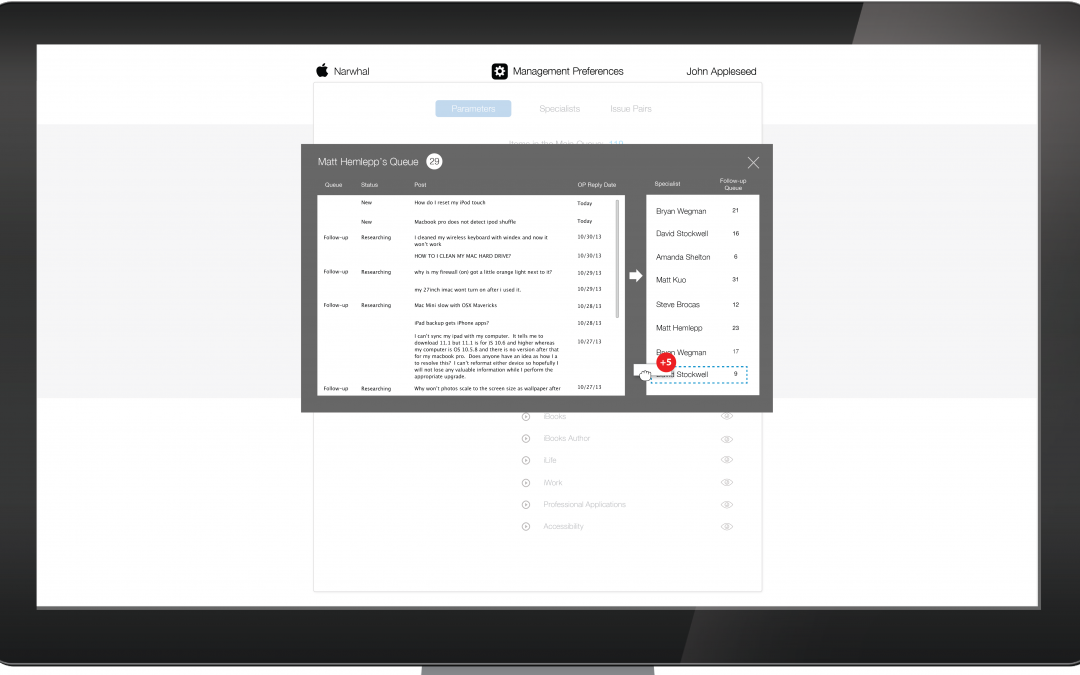 Narwhal
Management Preferences
John Appleseed
Parameters
Specialists
Issue Pairs
Items in the Main Queue 110
Matt Hemlepp's Queue 29
Queue Status Post OP Reply Date
New How do I reset my iPod touch Today
New Macbook pro does not detect ipod shuffle Today
Follow-up Researching I cleaned my wireless keyboard with windex and now it 10/30/13
won't work
HOW TO I CLEAN MY MAC HARD DRIVE? 10/30/13
Follow-up Researching why is my firewall (on) got a little orange light next to it? 10/29/13
my 27inch imac wont turn on after i used it. 10/29/13
Follow-up Researching Mac Mini slow with OSX Mavericks 10/28/13
iPad backup gets iPhone apps? 10/28/13
I can't sync my ipad with my computer. It tells me to
download 11.1 but 11.1 is for iS 10.6 and higher whereas 10/27/13
my computer is OS 10.5.8 and there is no version after that
for my macbook pro. Does anyone have an idea as how I a
to resolve this? I can't reformat either device so hopefully I
will not lose any valuable information while I perform the
appropriate upgrade.
Follow-up Researching Why won't photos scale to the screen size as wallpaper after 10/27/13
Specialist Follow-up
Queue
Bryan Wegman 21
David Stockwell 16
Amanda Shelton 6
Matt Kuo 31
Steve Brocas 12
Matt Hemlepp 23
Wegman 17
+5
Stockwell 9
iBooks
iBooks Author
iLife
iWork
Professional Applications
Accessibility